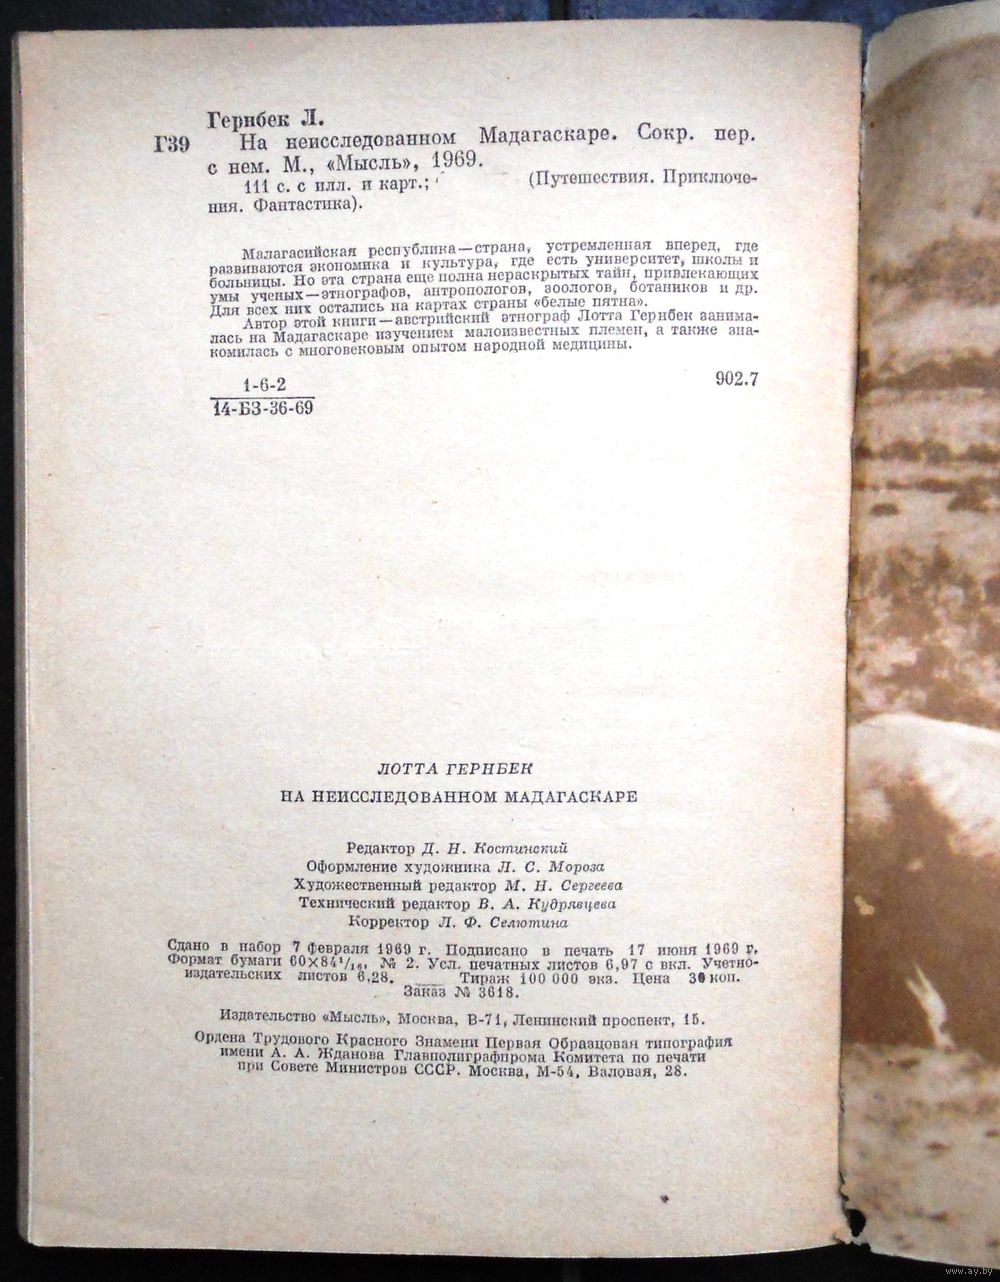 Гернбек Л.
Г39 На неисследованном Мадагаскаре. Сокр. пер.
с нем. М., «Мысль», 1969.
111 с. с илл. и карт.; (Путешествия. Приключе-
ния. Фантастика).
Малагасийская республика—страна, устремленная вперед, где
развиваются экономика и культура, где есть университет, школы и
больницы. Но эта страна еще полна нераскрытых тайн, привлекающих
умы ученых—этнографов, антропологов, зоологов, ботаников и др.
Для всех них остались на картах страны «белые пятна».
Автор этой книги—австрийский этнограф Лотта Гернбек занима-
лась на Мадагаскаре изучением малоизвестных племен, а также зна-
комилась с многовековым опытом народной медицины.
1-6-2
14-БЗ-36-69
902.7
ЛОТТА ГЕРНБЕК
НА НЕИССЛЕДОВАННОМ МАДАГАСКАРЕ
Редактор Д. Н. Костинский
Оформление художника Л. С. Мороза
Художественный редактор М. Н. Сергеева
Технический редактор В. А. Кудрявцева
Корректор Л. Ф. Селютина
Сдано в набор 7 февраля 1969 г. Подписано в печать 17 июня 1969 г.
Формат бумаги 60×84¹/₁₆, № 2. Усл. печатных листов 6,97 с вкл. Учетно-
издательских листов 6,28. Тираж 100 000 экз. Цена 30 коп.
Заказ № 3618.
Издательство «Мысль», Москва, В-71, Ленинский проспект, 15.
Ордена Трудового Красного Знамени Первая Образцовая типография
имени А. А. Жданова Главполиграфпрома Комитета по печати
при Совете Министров СССР. Москва, М-54, Валовая, 28.
www.ay.by